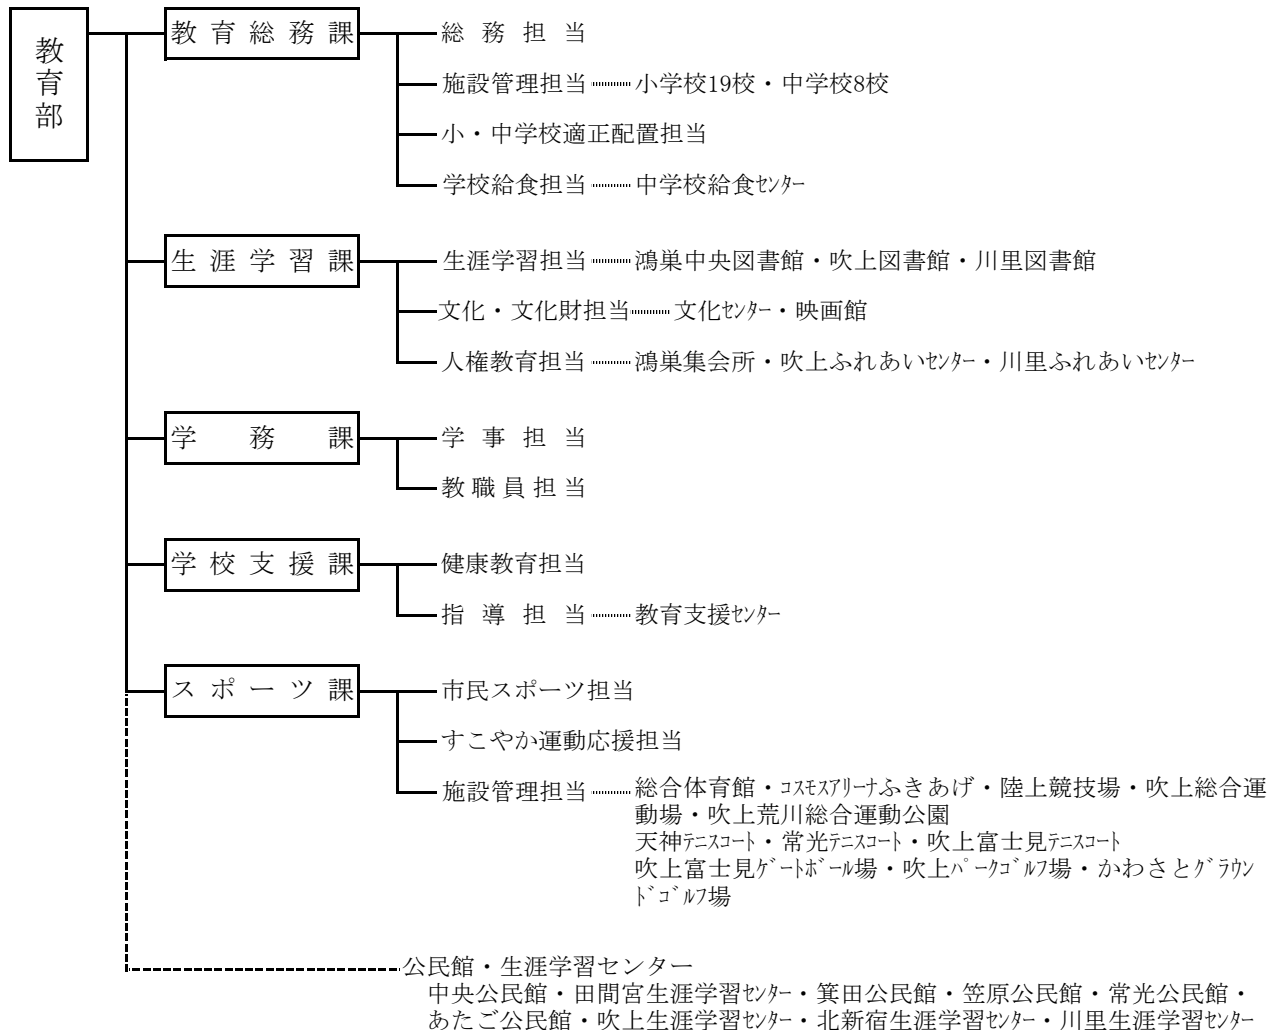 教育部
教育総務課
総務担当
施設管理担当
小学校19校・中学校8校
小・中学校適正配置担当
学校給食担当
中学校給食ｾﾝﾀｰ
生涯学習課
生涯学習担当
鴻巣中央図書館・吹上図書館・川里図書館
文化・文化財担当
文化ｾﾝﾀｰ・映画館
人権教育担当
鴻巣集会所・吹上ふれあいｾﾝﾀｰ・川里ふれあいｾﾝﾀｰ
学務課
学事担当
教職員担当
学校支援課
健康教育担当
指導担当
教育支援ｾﾝﾀｰ
スポーツ課
市民スポーツ担当
すこやか運動応援担当
施設管理担当
総合体育館・ｺｽﾓｽｱﾘｰﾅふきあげ・陸上競技場・吹上総合運
動場・吹上荒川総合運動公園
天神ﾃﾆｽｺｰﾄ・常光ﾃﾆｽｺｰﾄ・吹上富士見ﾃﾆｽｺｰﾄ
吹上富士見ｹﾞｰﾄﾎﾞｰﾙ場・吹上ﾊﾟｰｸｺﾞﾙﾌ場・かわさとｸﾞﾗｳﾝ
ﾄﾞｺﾞﾙﾌ場
公民館・生涯学習センター
中央公民館・田間宮生涯学習ｾﾝﾀｰ・箕田公民館・笠原公民館・常光公民館・
あたご公民館・吹上生涯学習ｾﾝﾀｰ・北新宿生涯学習ｾﾝﾀｰ・川里生涯学習ｾﾝﾀｰ